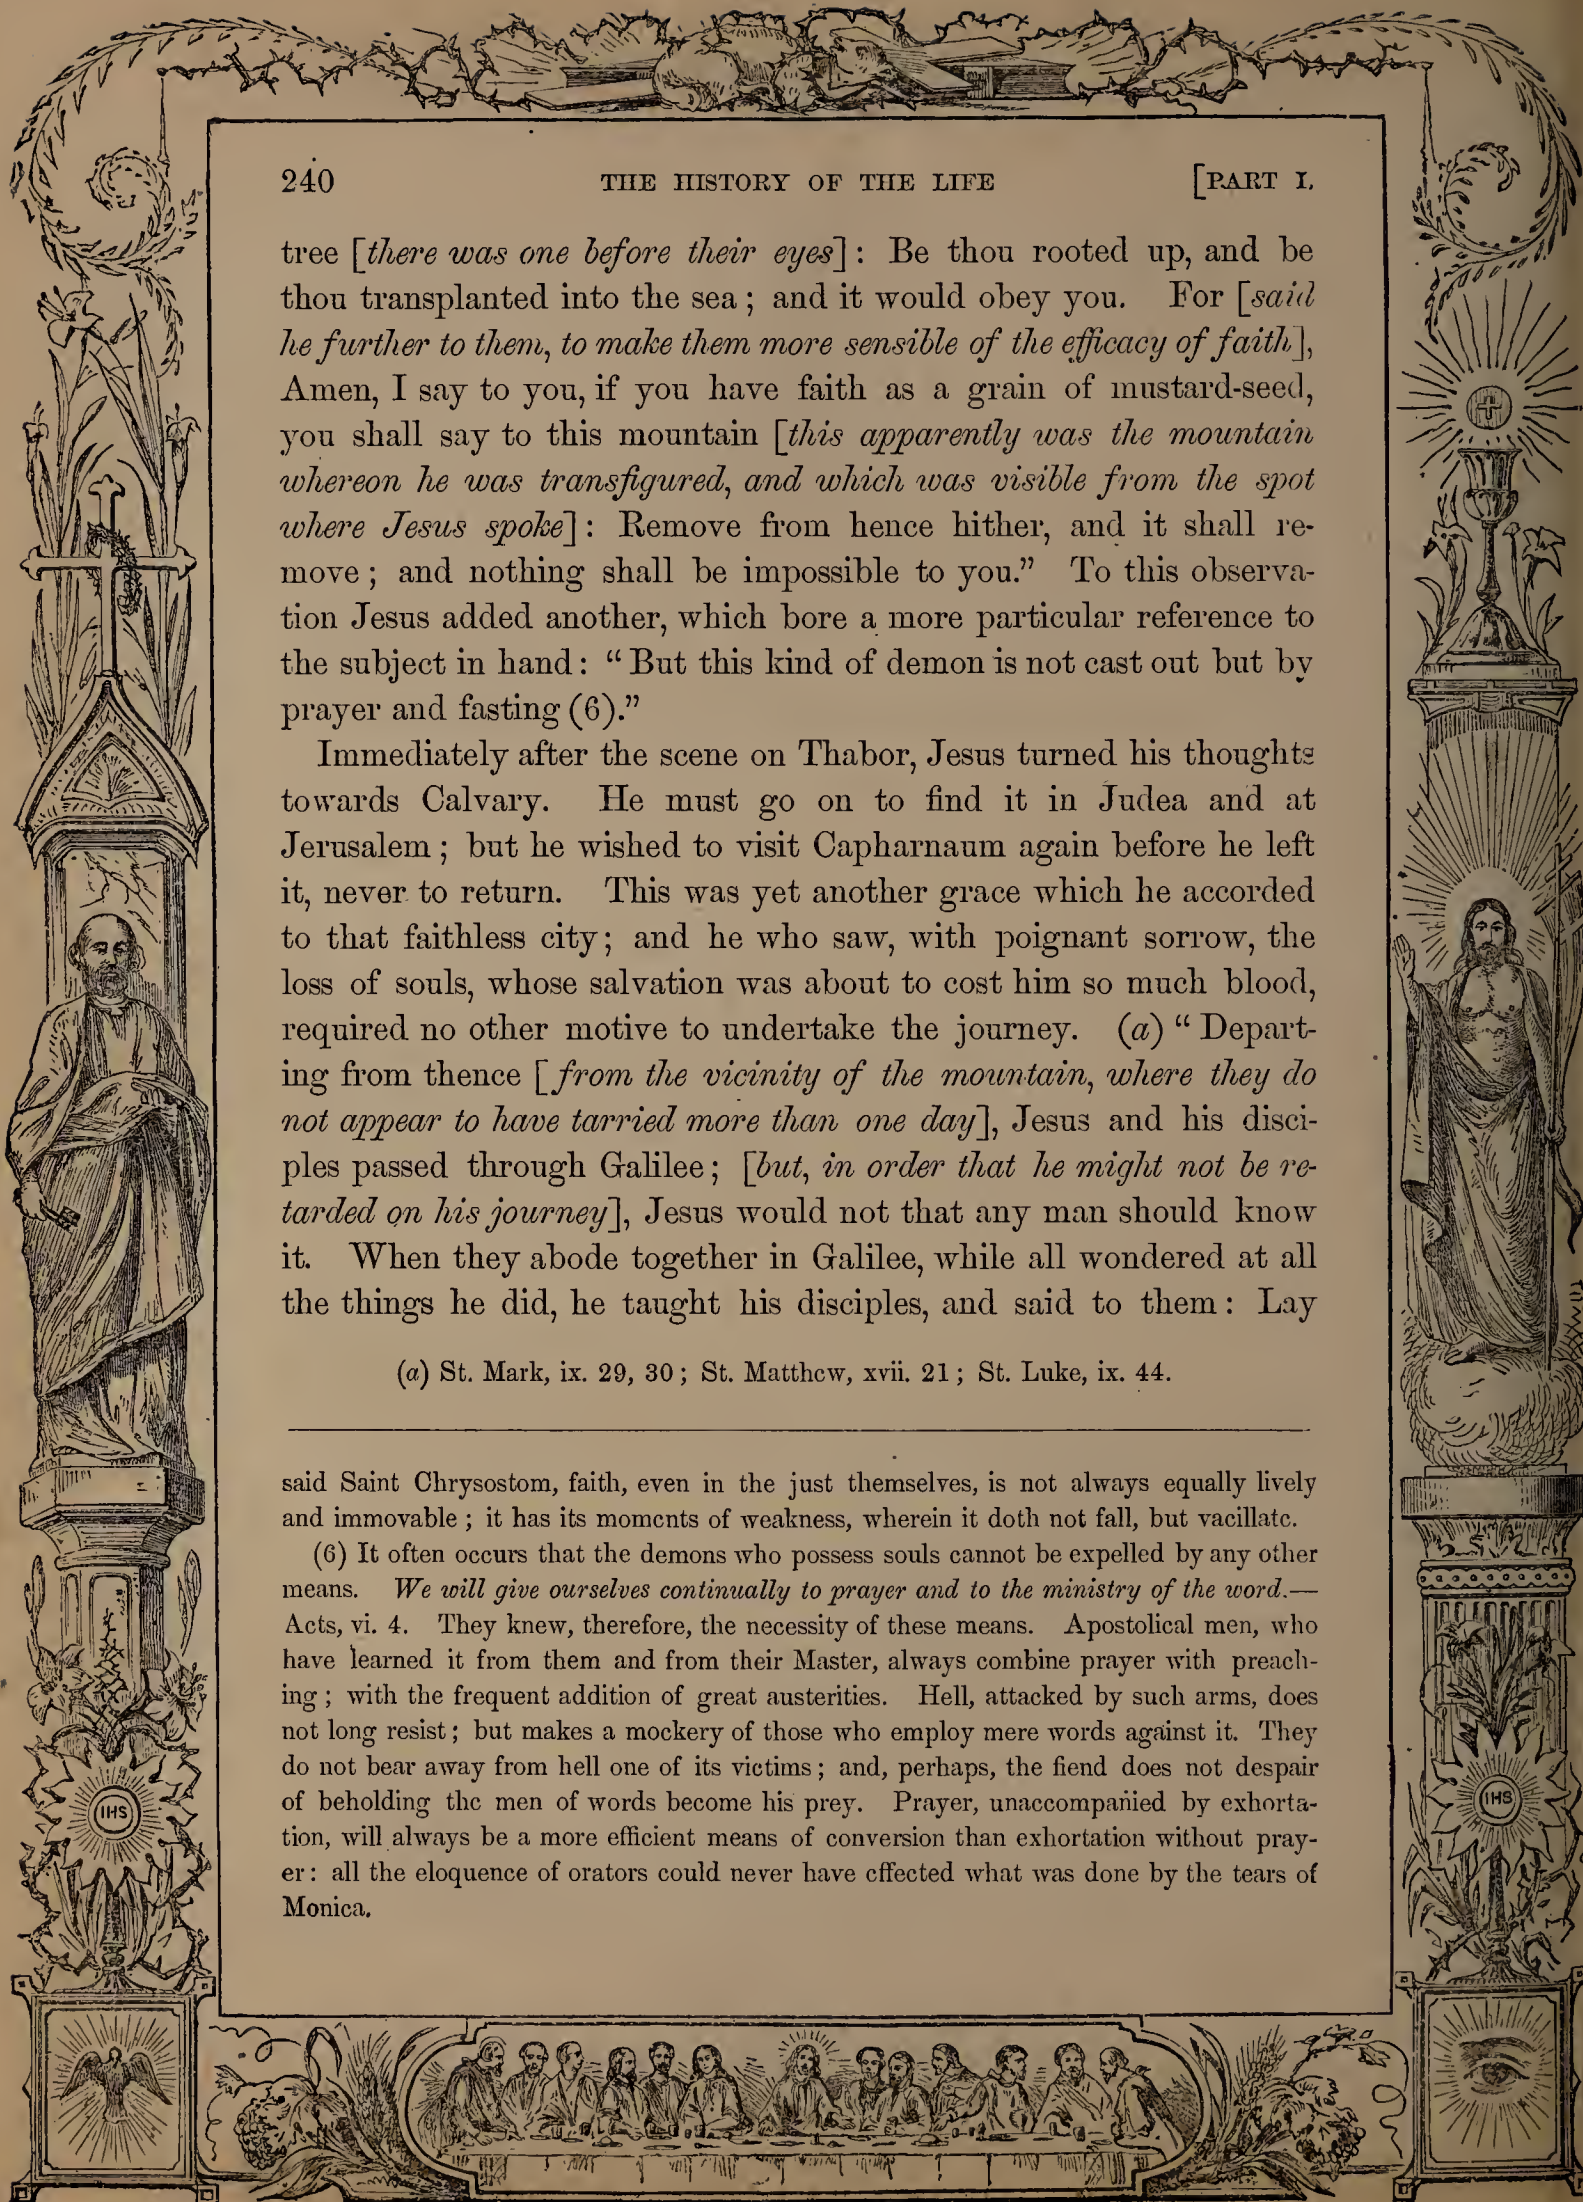 240 THE HISTORY OF THE LIFE [PART I.
tree [there was one before their eyes] : Be thou rooted up, and be
thou transplanted into the sea ; and it would obey you. For [said
he further to them, to make them more sensible of the efficacy of faith],
Amen, I say to you, if you have faith as a grain of mustard-seed,
you shall say to this mountain [this apparently was the mountain
whereon he was transfigured, and which was visible from the spot
where Jesus spoke] : Remove from hence hither, and it shall re-
move ; and nothing shall be impossible to you.” To this observa-
tion Jesus added another, which bore a more particular reference to
the subject in hand : “ But this kind of demon is not cast out but by
prayer and fasting (6).”
Immediately after the scene on Thabor, Jesus turned his thoughts
towards Calvary. He must go on to find it in Judea and at
Jerusalem ; but he wished to visit Capharnaum again before he left
it, never to return. This was yet another grace which he accorded
to that faithless city ; and he who saw, with poignant sorrow, the
loss of souls, whose salvation was about to cost him so much blood,
required no other motive to undertake the journey. (a) “ Depart-
ing from thence [from the vicinity of the mountain, where they do
not appear to have tarried more than one day], Jesus and his disci-
ples passed through Galilee ; [but, in order that he might not be re-
tarded on his journey], Jesus would not that any man should know
it. When they abode together in Galilee, while all wondered at all
the things he did, he taught his disciples, and said to them : Lay
(a) St. Mark, ix. 29, 30 ; St. Matthew, xvii. 21 ; St. Luke, ix. 44.
said Saint Chrysostom, faith, even in the just themselves, is not always equally lively
and immovable ; it has its moments of weakness, wherein it doth not fall, but vacillate.
(6) It often occurs that the demons who possess souls cannot be expelled by any other
means. We will give ourselves continually to prayer and to the ministry of the word.—
Acts, vi. 4. They knew, therefore, the necessity of these means. Apostolical men, who
have learned it from them and from their Master, always combine prayer with preach-
ing ; with the frequent addition of great austerities. Hell, attacked by such arms, does
not long resist ; but makes a mockery of those who employ mere words against it. They
do not bear away from hell one of its victims ; and, perhaps, the fiend does not despair
of beholding the men of words become his prey. Prayer, unaccompanied by exhorta-
tion, will always be a more efficient means of conversion than exhortation without pray-
er : all the eloquence of orators could never have effected what was done by the tears of
Monica.
IHS
IHS